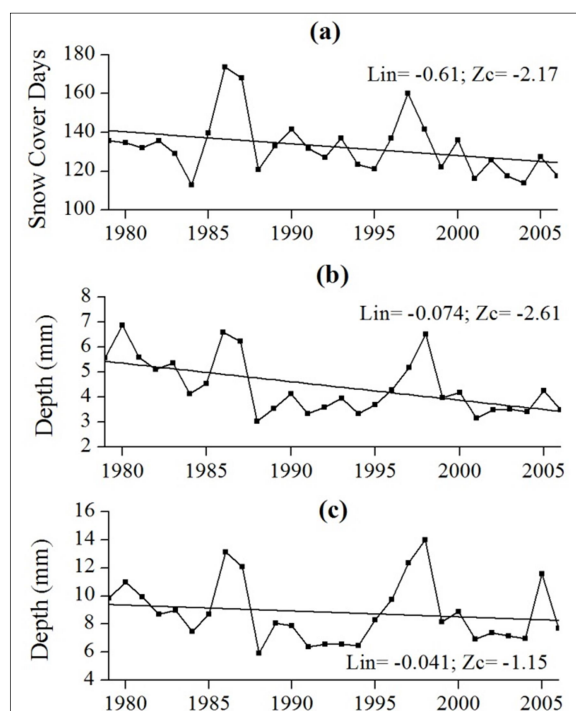 (a)
Lin= -0.61; Zc= -2.17
Snow Cover Days
180
160
140
120
100
1980 1985 1990 1995 2000 2005
(b)
Lin= -0.074; Zc= -2.61
Depth (mm)
8
7
6
5
4
3
2
1980 1985 1990 1995 2000 2005
(c)
Depth (mm)
16
14
12
10
8
6
4
Lin= -0.041; Zc= -1.15
1980 1985 1990 1995 2000 2005